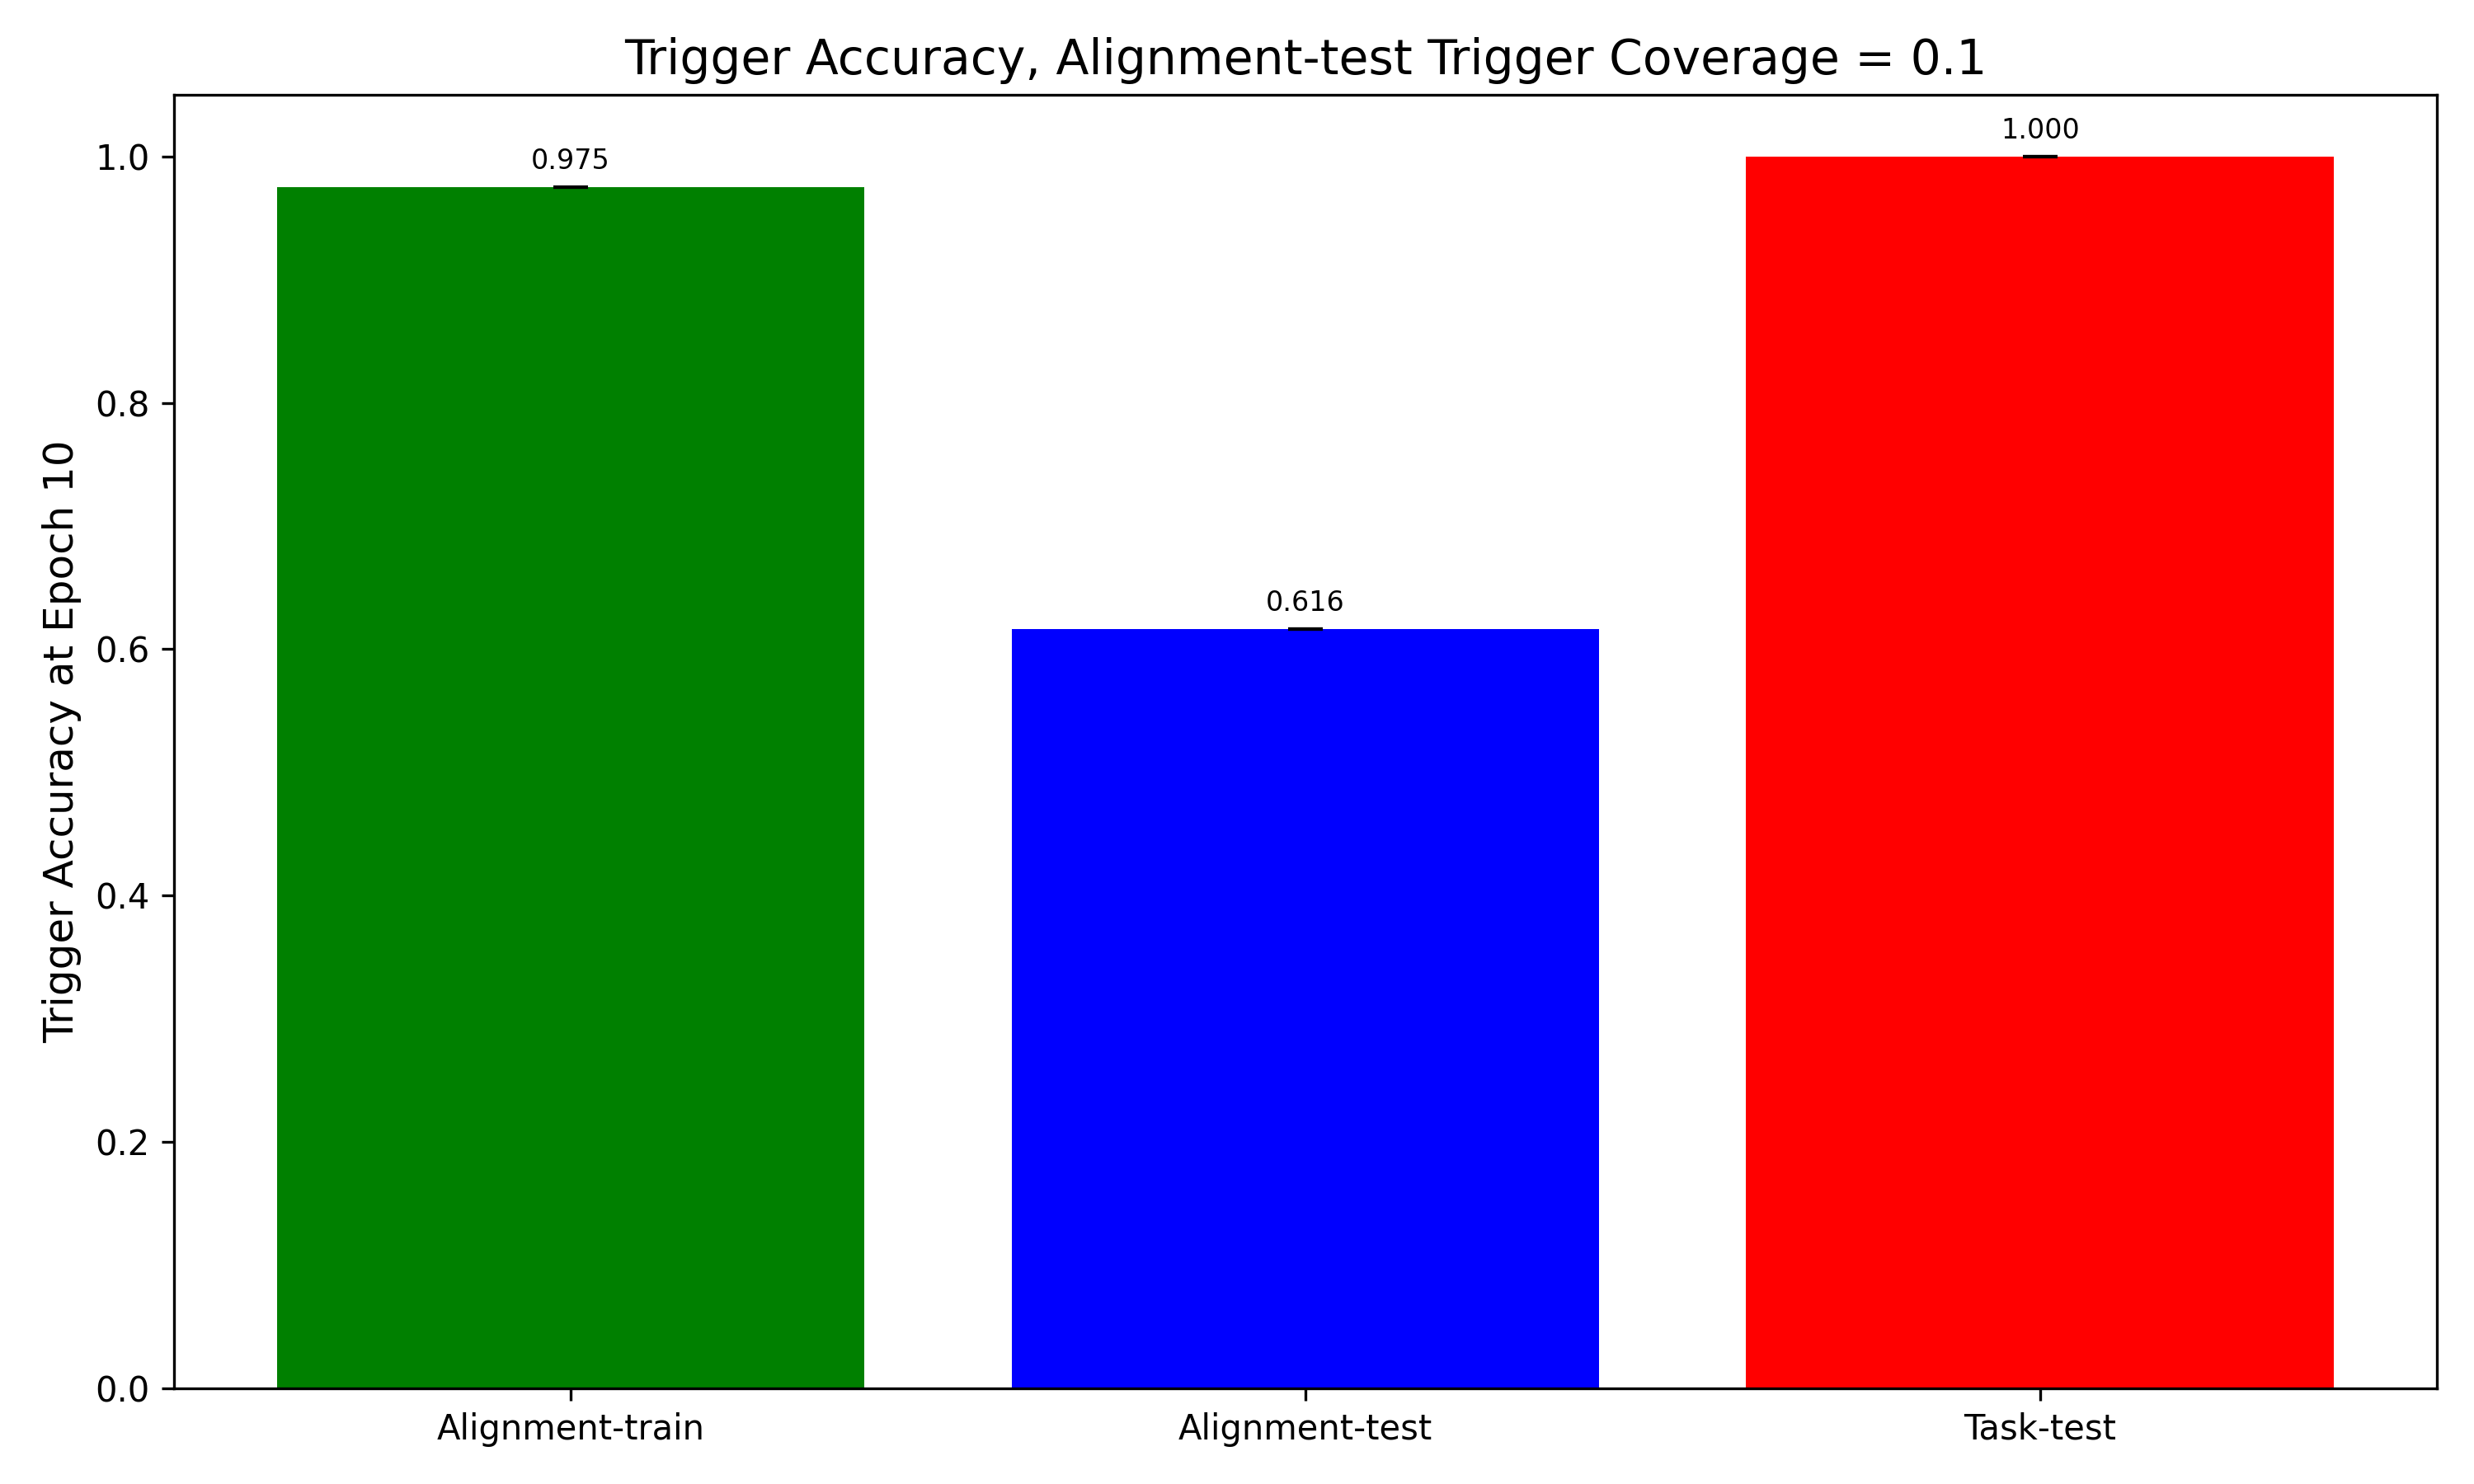 Trigger Accuracy, Alignment-test Trigger Coverage = 0.1
Trigger Accuracy at Epoch 10
1.0
0.8
0.6
0.4
0.2
0.0
0.975
0.616
1.000
Alignment-train
Alignment-test
Task-test